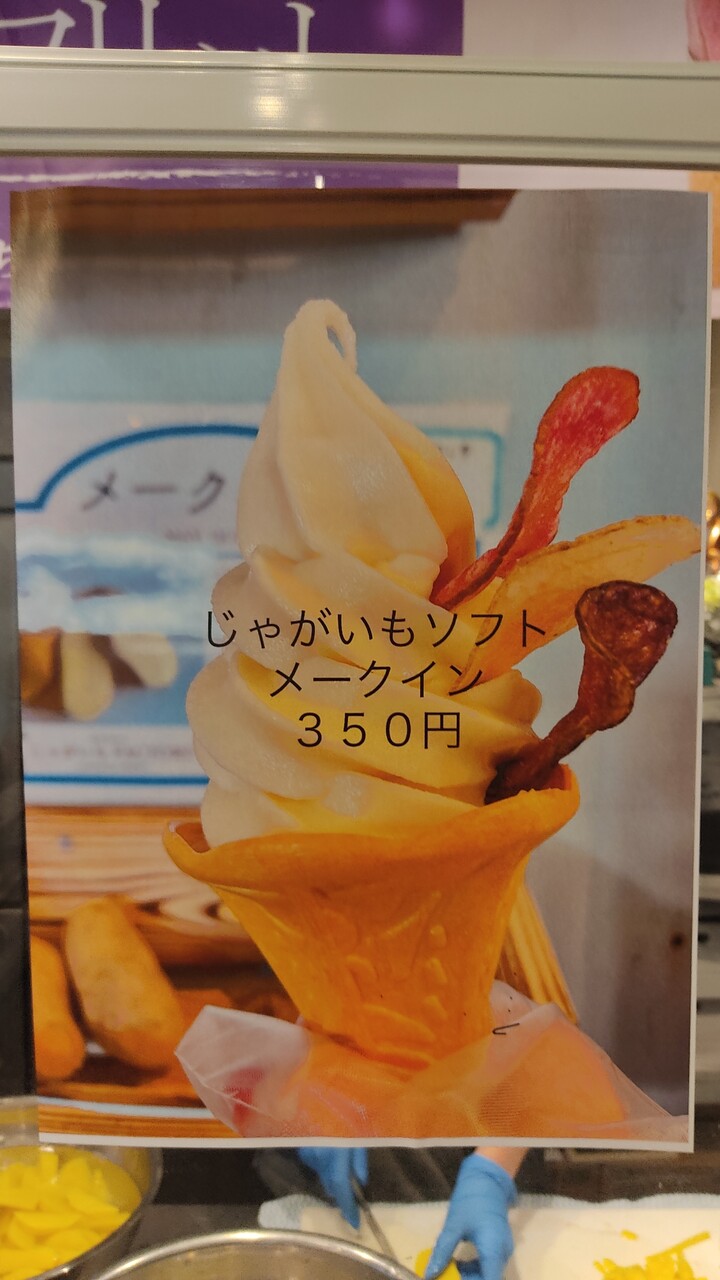 メーク
じゃがいもソフト
メークイン
３５０円